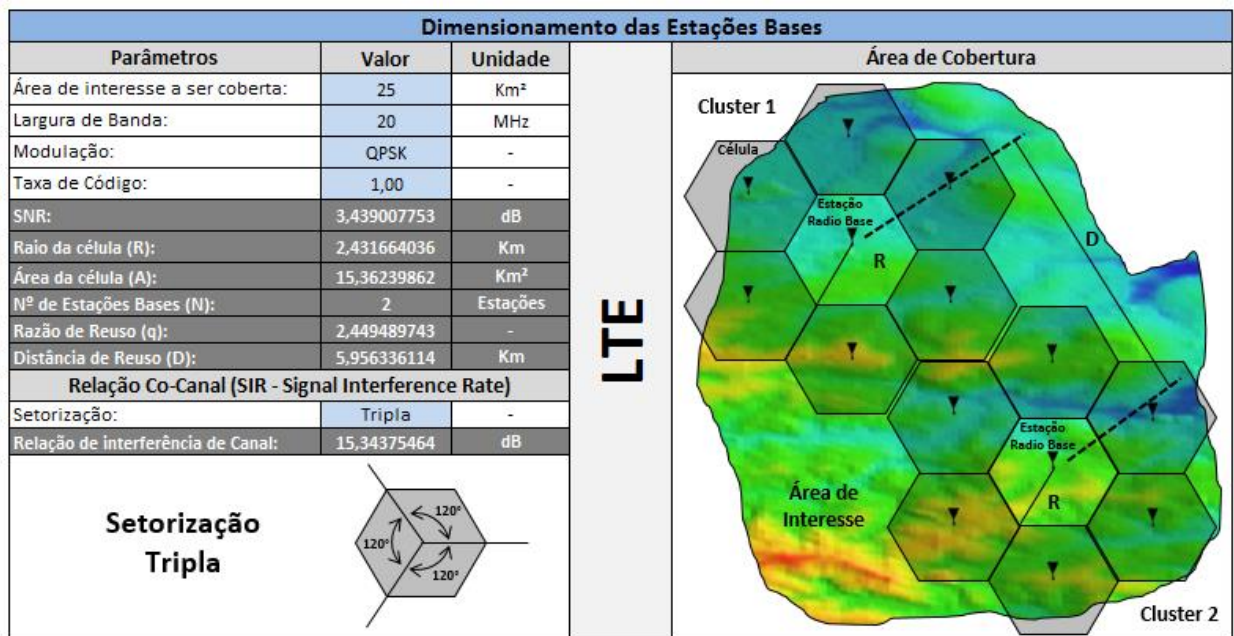 Dimensionamento das Estações Bases
Parâmetros Valor Unidade
Área de interesse a ser coberta: 25 Km²
Largura de Banda: 20 MHz
Modulação: QPSK -
Taxa de Código: 1,00 -
SNR: 3,439007753 dB
Raio da célula (R): 2,431664036 Km
Área da célula (A): 15,36239862 Km²
Nº de Estações Bases (N): 2 Estações
Razão de Reuso (q): 2,449489743 -
Distância de Reuso (D): 5,956336114 Km
Relação Co-Canal (SIR - Signal Interference Rate)
Setorização: Tripla -
Relação de interferência de Canal: 15,34375464 dB
Setorização
Tripla
120°
120°
120°
LTE
Área de Cobertura
Cluster 1
Célula
Estação
Radio Base
R
D
Estação
Radio Base
R
Área de
Interesse
Cluster 2